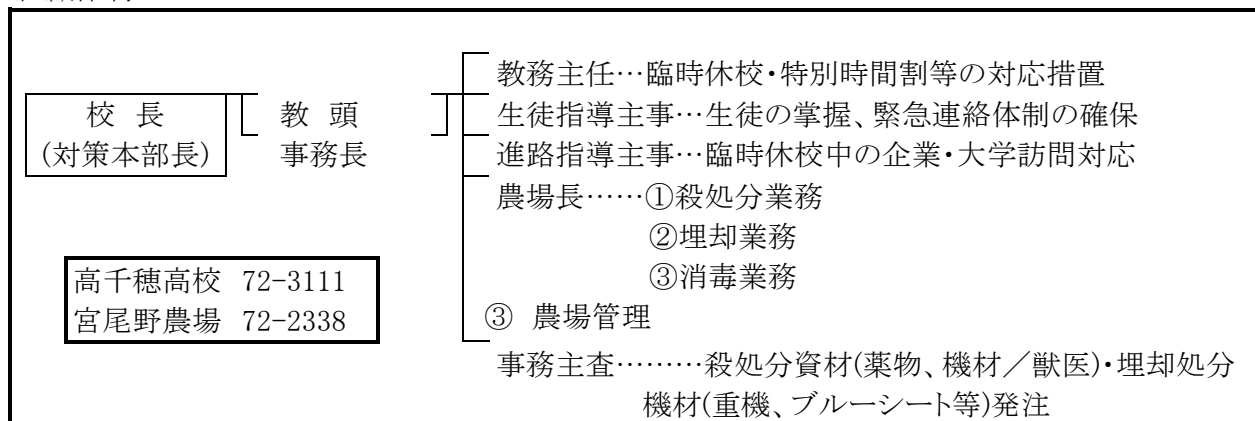 校 長
(対策本部長)
教 頭
事務長
教務主任…臨時休校・特別時間割等の対応措置
生徒指導主事…生徒の掌握、緊急連絡体制の確保
進路指導主事…臨時休校中の企業・大学訪問対応
農場長……①殺処分業務
②埋却業務
③消毒業務
③ 農場管理
事務主査………殺処分資材(薬物、機材／獣医)・埋却処分
機材(重機、ブルーシート等)発注
高千穂高校 72-3111
宮尾野農場 72-2338